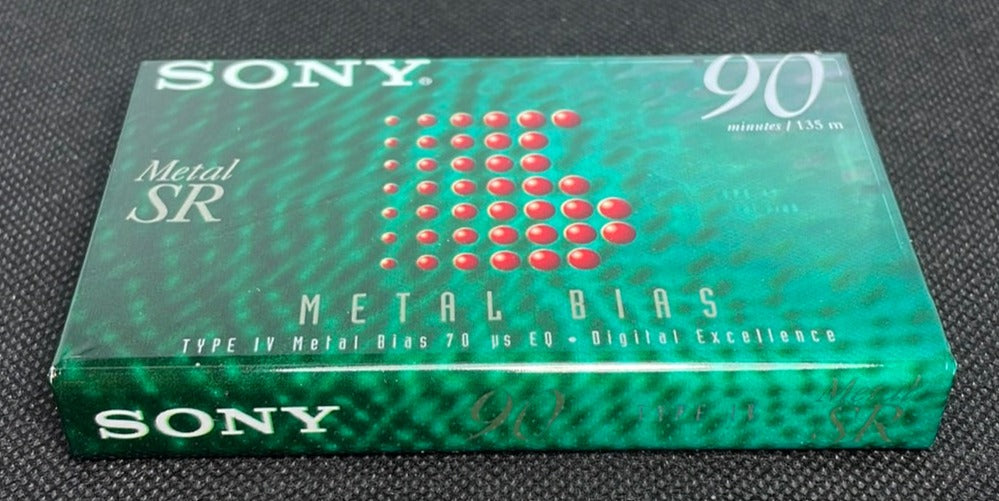 SONY®
90
minutes / 135 m
Metal
SR
METAL BIAS
TYPE IV Metal Bias 70 µs EQ • Digital Excellence
SONY 90 TYPE IV Metal
SR